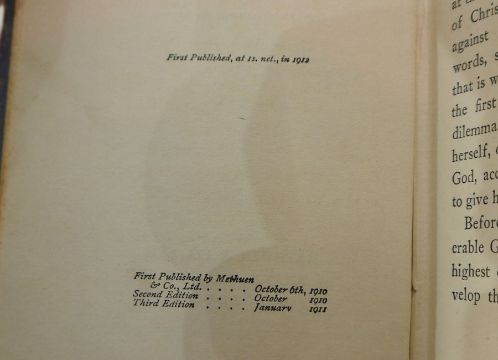 First Published, at 1s. net., in 1912
First Published by Methuen
& Co., Ltd. . . . . October 6th, 1910
Second Edition . . . . October 1910
Third Edition . . . . January 1911
of Chris
against
words, s
that is w
the first
dilemma
herself,
God, acc
to give h
Before
erable G
highest
velop th